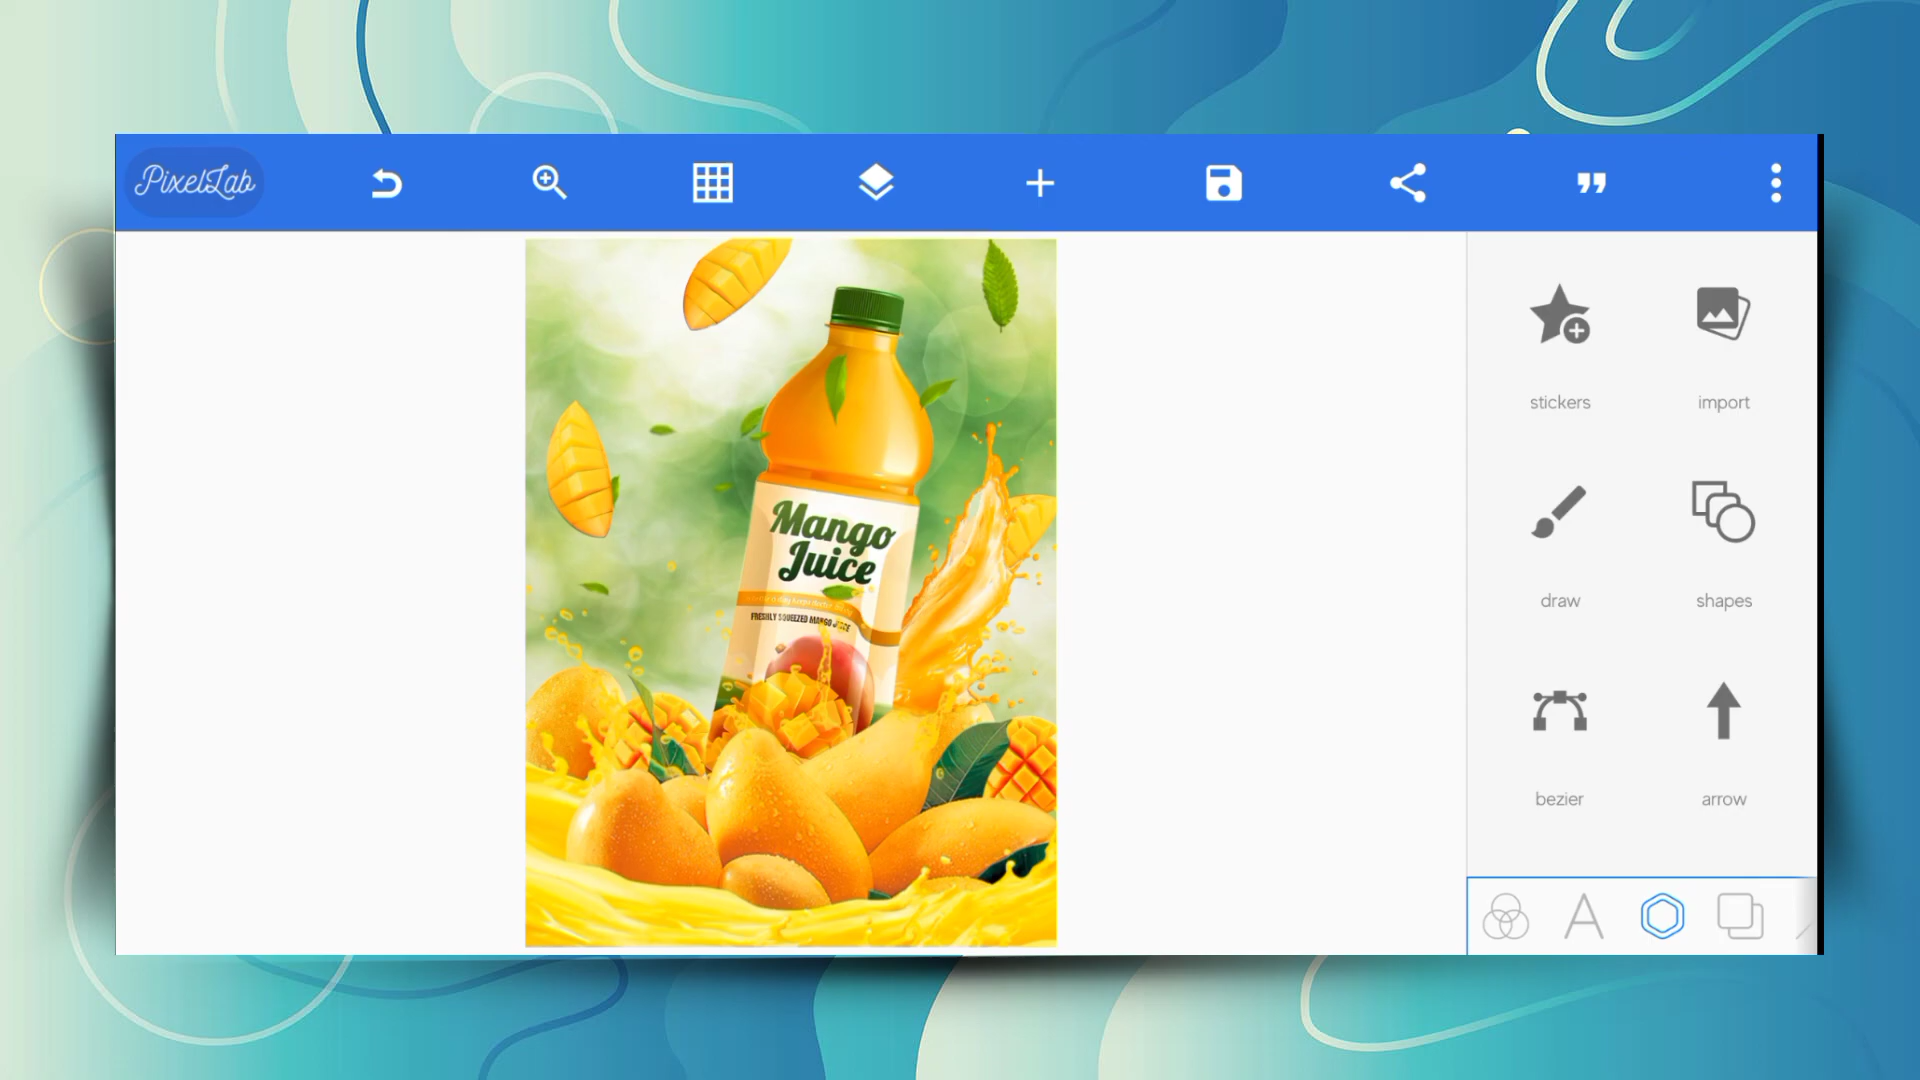 PixelLab
Mango
Juice
FRESHLY SQUEEZED MANGO JUICE
stickers
import
draw
shapes
bezier
arrow